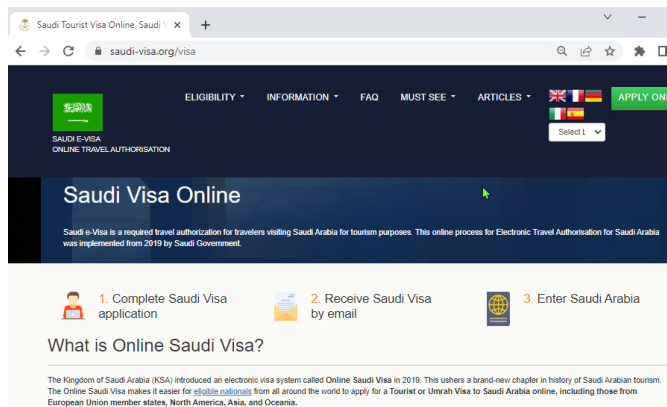 Saudi Tourist Visa Online, Saudi V
saudi-visa.org/visa
ELIGIBILITY
INFORMATION
FAQ
MUST SEE
ARTICLES
APPLY ONL
Select L
SAUDI E-VISA
ONLINE TRAVEL AUTHORISATION
Saudi Visa Online
Saudi e-Visa is a required travel authorization for travelers visiting Saudi Arabia for tourism purposes. This online process for Electronic Travel Authorisation for Saudi Arabia
was implemented from 2019 by Saudi Government.
1. Complete Saudi Visa
application
2. Receive Saudi Visa
by email
3. Enter Saudi Arabia
What is Online Saudi Visa?
The Kingdom of Saudi Arabia (KSA) introduced an electronic visa system called Online Saudi Visa in 2019. This ushers a brand-new chapter in history of Saudi Arabian tourism.
The Online Saudi Visa makes it easier for eligible nationals from all around the world to apply for a Tourist or Umrah Visa to Saudi Arabia online, including those from
European Union member states, North America, Asia, and Oceania.